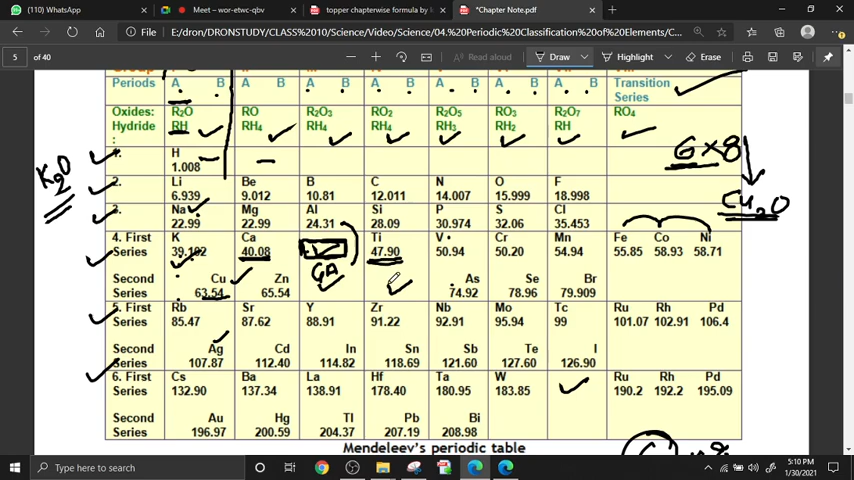 (110) WhatsApp
Meet – wor-etwc-qbv
topper chapterwise formula by k
*Chapter Note.pdf
File
E:/dron/DRONSTUDY/CLASS%2010/Science/Video/Science/04.%20Periodic%20Classification%20of%20Elements/C...
5 of 40
Read aloud
Draw
Highlight
Erase
Group
Periods A B A B A B A B A B A B A B Transition Series
Oxides: R2O RO R2O3 RO2 R2O5 RO3 R2O7 RO4
Hydride RH RH4 RH4 RH4 RH3 RH2 RH
:
1. H
1.008
2. Li Be B C N O F
6.939 9.012 10.81 12.011 14.007 15.999 18.998
3. Na Mg Al Si P S Cl
22.99 22.99 24.31 28.09 30.974 32.06 35.453
4. First K Ca Ti V Cr Mn Fe Co Ni
Series 39.102 40.08 47.90 50.94 50.20 54.94 55.85 58.93 58.71
Second Cu Zn GA As Se Br
Series 63.54 65.54 74.92 78.96 79.909
5. First Rb Sr Y Zr Nb Mo Tc Ru Rh Pd
Series 85.47 87.62 88.91 91.22 92.91 95.94 99 101.07 102.91 106.4
Second Ag Cd In Sn Sb Te I
Series 107.87 112.40 114.82 118.69 121.60 127.60 126.90
6. First Cs Ba La Hf Ta W Ru Rh Pd
Series 132.90 137.34 138.91 178.40 180.95 183.85 190.2 192.2 195.09
Second Au Hg Tl Pb Bi
Series 196.97 200.59 204.37 207.19 208.98
Mendeleev's periodic table
K2O
G x 8
Cu2O
Type here to search
5:10 PM
1/30/2021